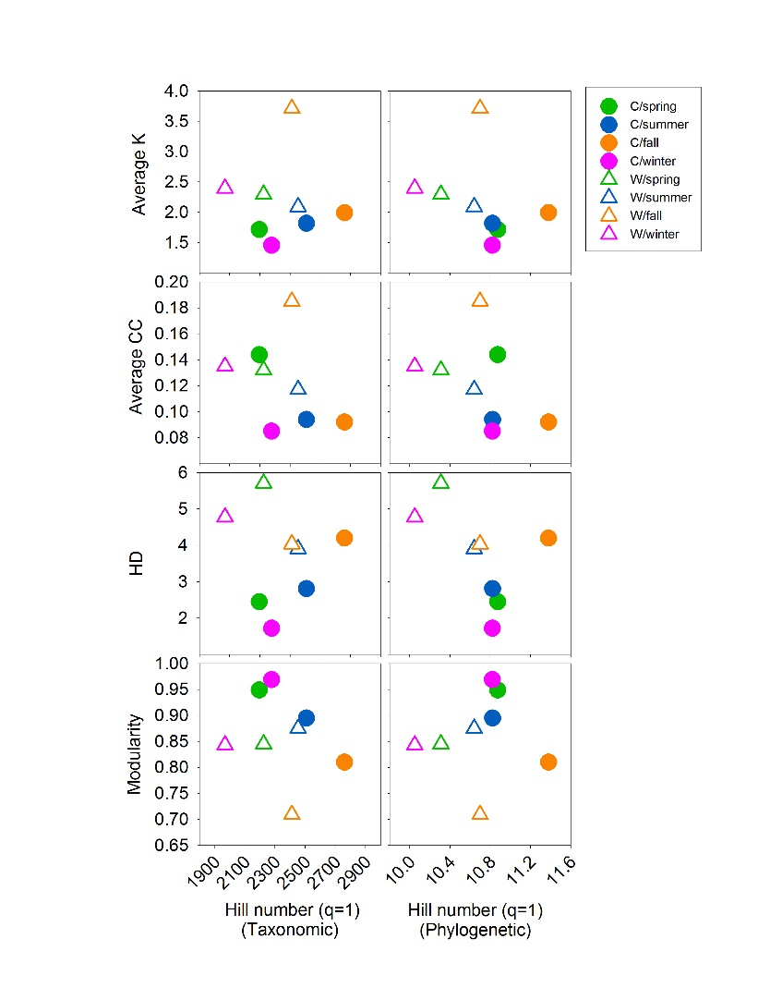 4.0
3.5
3.0
2.5
2.0
1.5
Average K
C/spring
C/summer
C/fall
C/winter
W/spring
W/summer
W/fall
W/winter
0.20
0.18
0.16
0.14
0.12
0.10
0.08
Average CC
6
5
4
3
2
HD
1.00
0.95
0.90
0.85
0.80
0.75
0.70
0.65
Modularity
1900 2100 2300 2500 2700 2900
10.0 10.4 10.8 11.2 11.6
Hill number (q=1)
(Taxonomic)
Hill number (q=1)
(Phylogenetic)